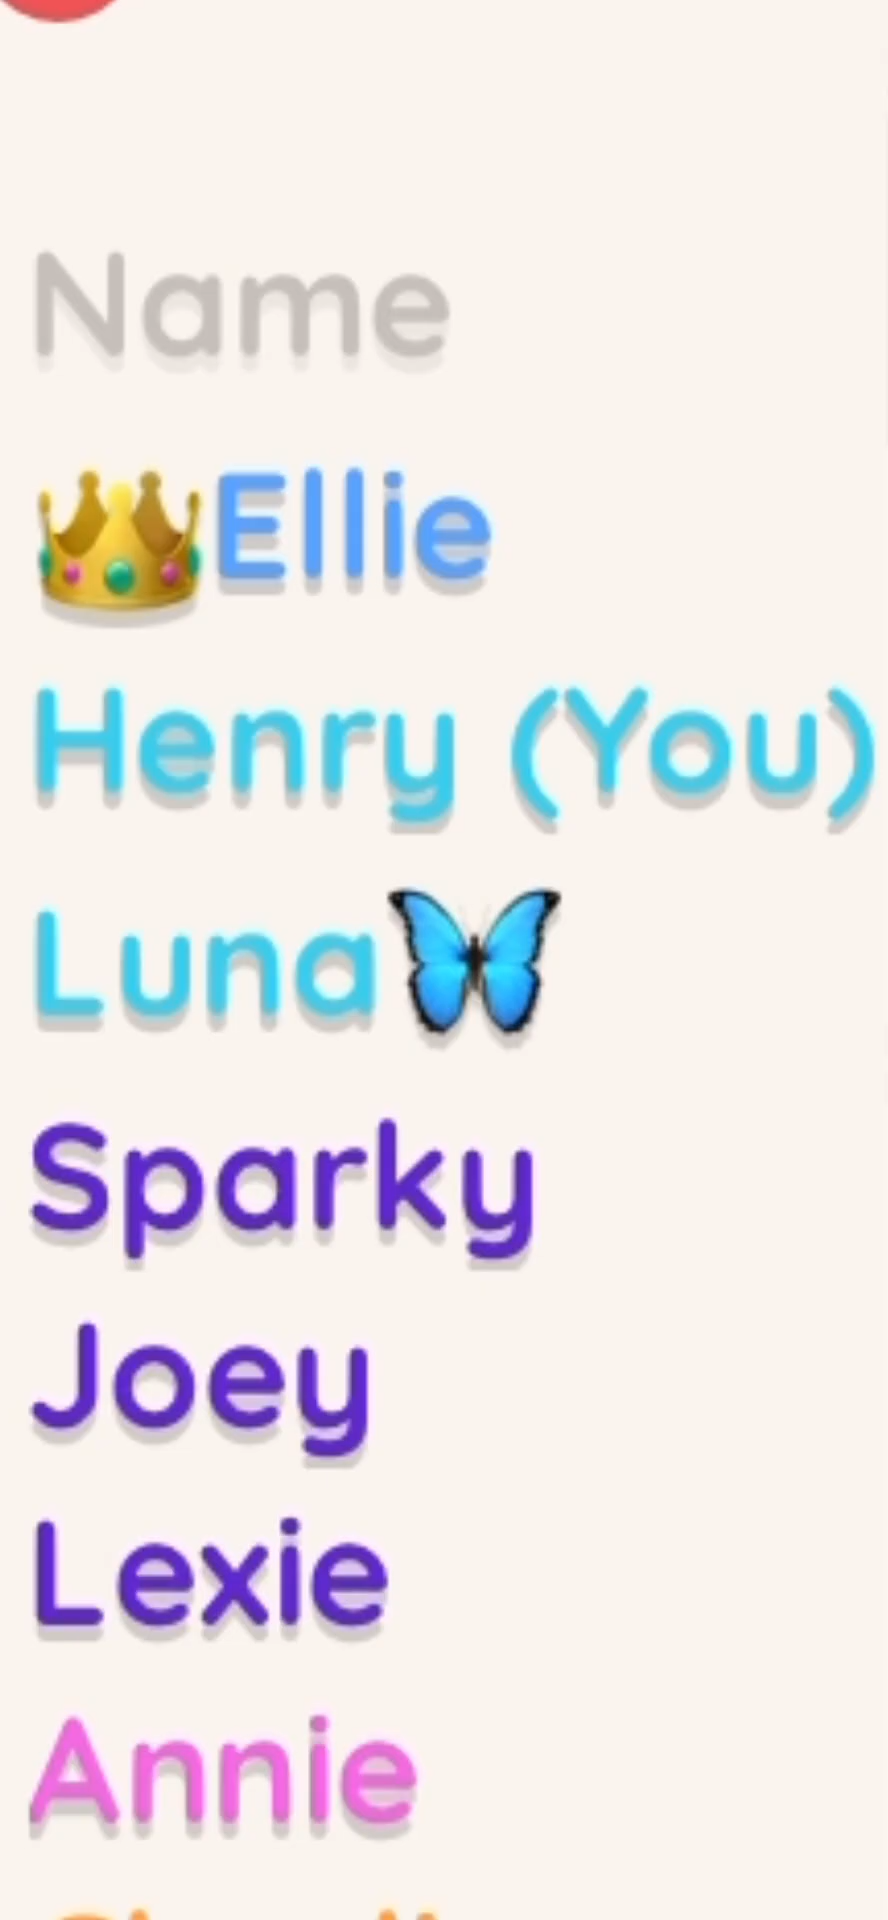 Name
👑Ellie
Henry (You)
Luna🦋
Sparky
Joey
Lexie
Annie